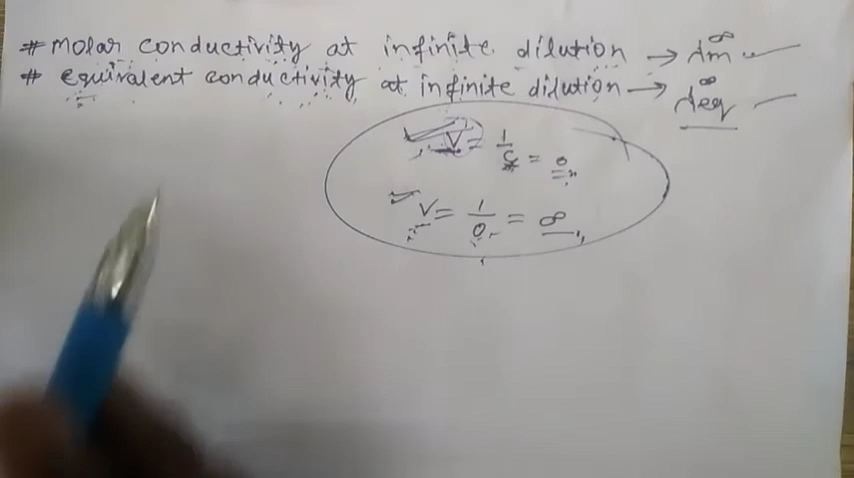 # molar conductivity at infinite dilution → λm∞
# equivalent conductivity at infinite dilution → λeq∞
V = 1/C = 0
V = 1/0 = ∞